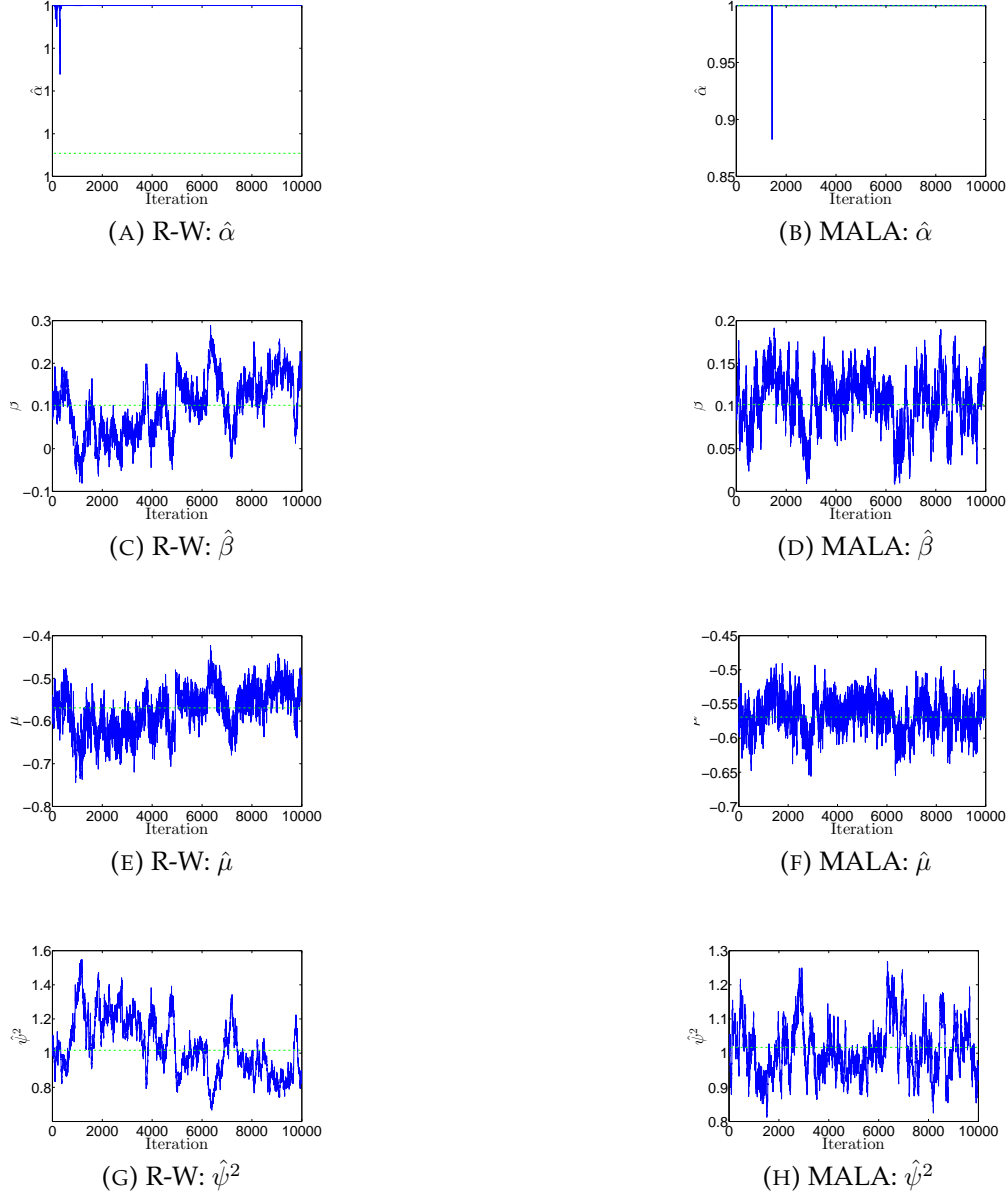 1
1
1
1
1
α̂
0 2000 4000 6000 8000 10000
Iteration
(A) R-W: α̂
1
0.95
0.9
0.85
α̂
0 2000 4000 6000 8000 10000
Iteration
(B) MALA: α̂
0.3
0.2
0.1
0
−0.1
β
0 2000 4000 6000 8000 10000
Iteration
(C) R-W: β̂
0.2
0.15
0.1
0.05
0
β
0 2000 4000 6000 8000 10000
Iteration
(D) MALA: β̂
−0.4
−0.5
−0.6
−0.7
−0.8
μ
0 2000 4000 6000 8000 10000
Iteration
(E) R-W: μ̂
−0.45
−0.5
−0.55
−0.6
−0.65
−0.7
0 2000 4000 6000 8000 10000
Iteration
(F) MALA: μ̂
1.6
1.4
1.2
1
0.8
ψ̂²
0 2000 4000 6000 8000 10000
Iteration
(G) R-W: ψ̂²
1.3
1.2
1.1
1
0.9
0.8
ψ̂²
0 2000 4000 6000 8000 10000
Iteration
(H) MALA: ψ̂²